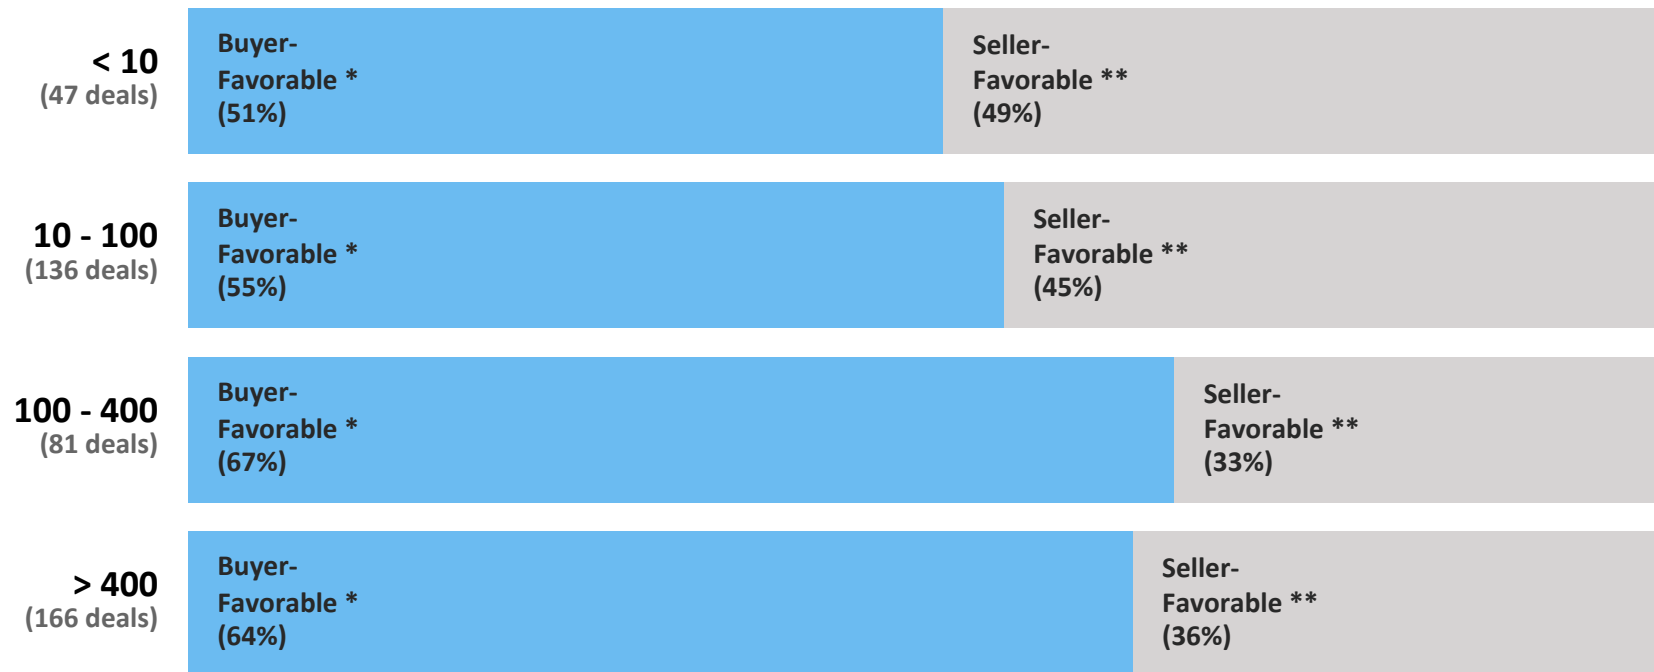 < 10
(47 deals)
Buyer-
Favorable *
(51%)
Seller-
Favorable **
(49%)
10 - 100
(136 deals)
Buyer-
Favorable *
(55%)
Seller-
Favorable **
(45%)
100 - 400
(81 deals)
Buyer-
Favorable *
(67%)
Seller-
Favorable **
(33%)
> 400
(166 deals)
Buyer-
Favorable *
(64%)
Seller-
Favorable **
(36%)